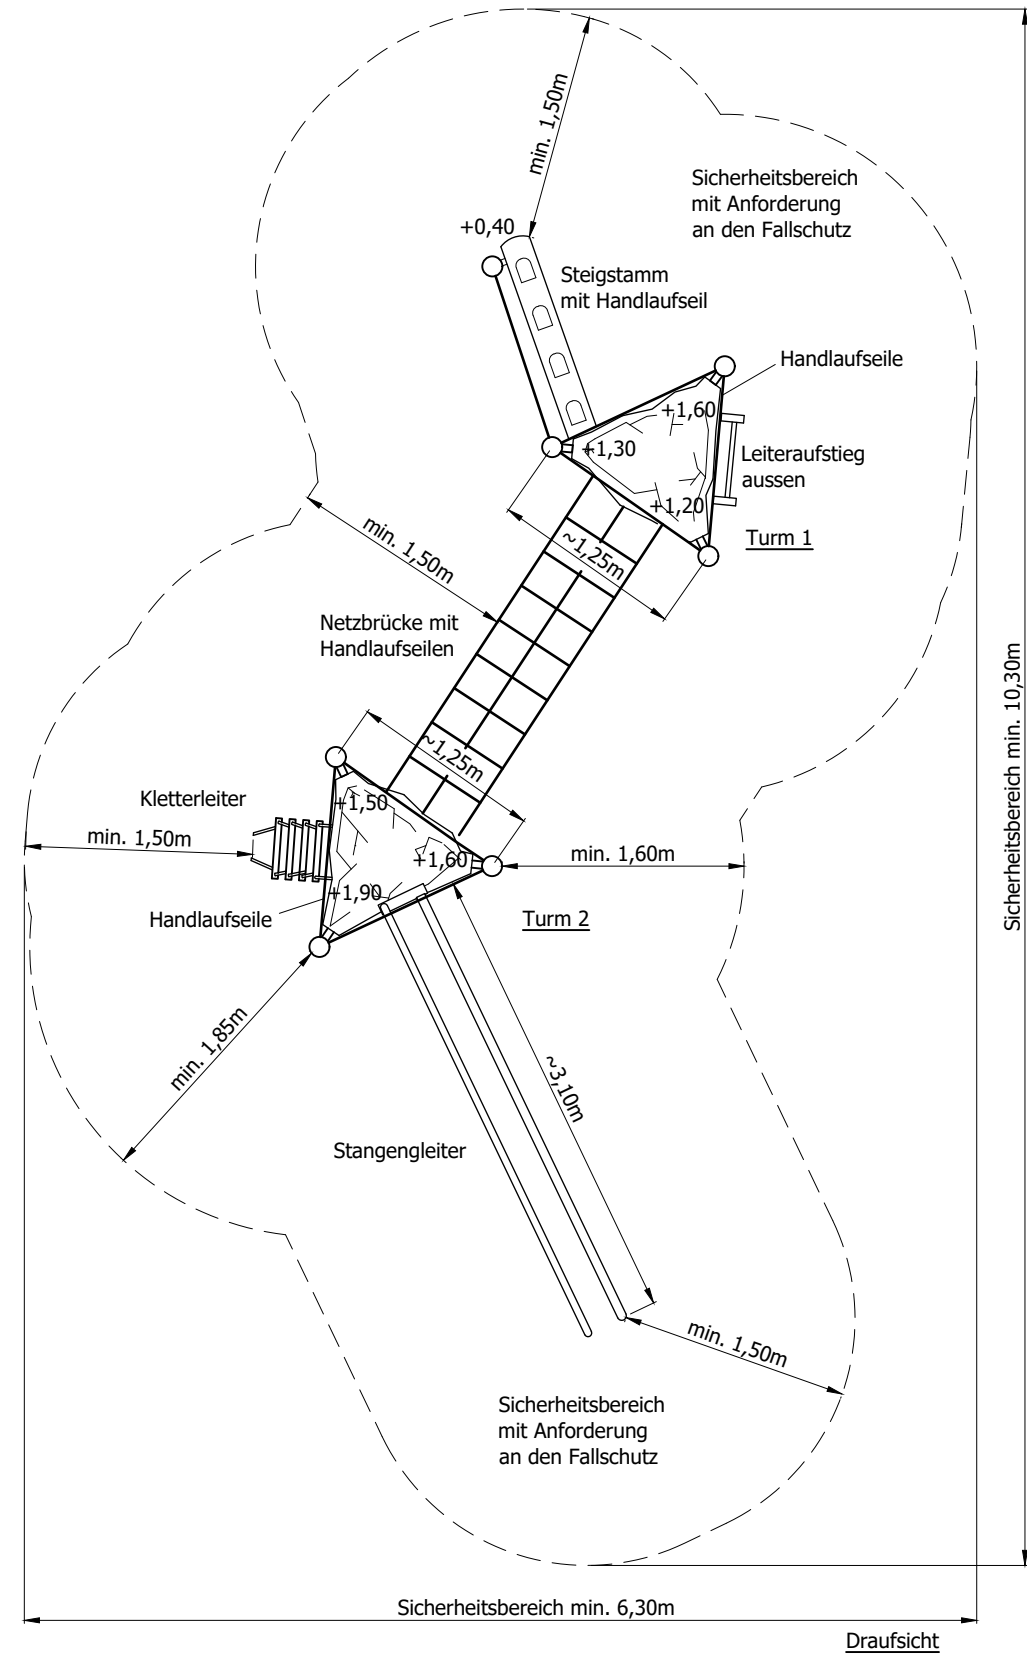 min. 1,50m
Sicherheitsbereich
mit Anforderung
an den Fallschutz
+0,40
Steigstamm
mit Handlaufseil
Handlaufseile
+1,60
+1,30
Leiteraufstieg
aussen
+1,20
Turm 1
min. 1,50m
~1,25m
Netzbrücke mit
Handlaufseilen
Sicherheitsbereich min. 10,30m
~1,25m
Kletterleiter
+1,50
min. 1,50m
+1,60
min. 1,60m
+1,90
Handlaufseile
Turm 2
min. 1,85m
~3,10m
Stangengleiter
min. 1,50m
Sicherheitsbereich
mit Anforderung
an den Fallschutz
Sicherheitsbereich min. 6,30m
Draufsicht